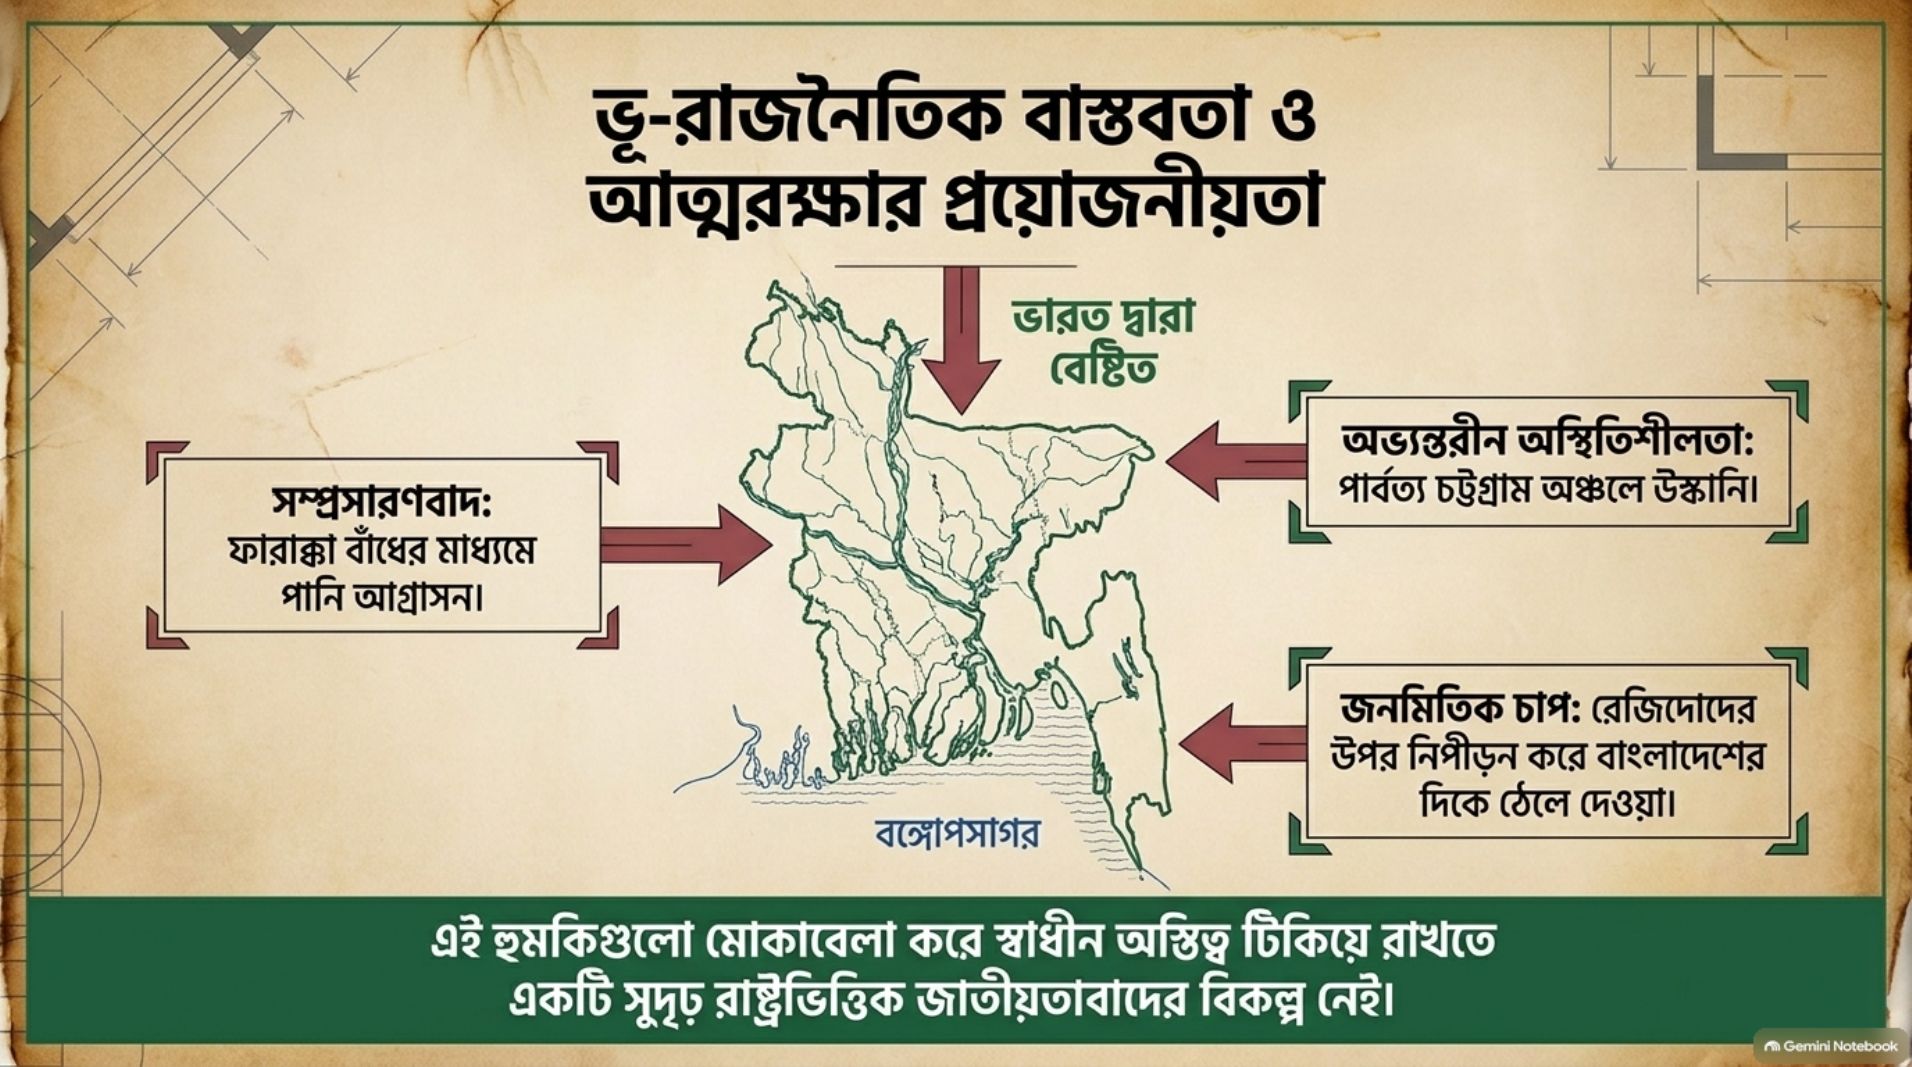 ভূ-রাজনৈতিক বাস্তবতা ও
আত্মরক্ষার প্রয়োজনীয়তা
ভারত দ্বারা
বেষ্টিত
সম্প্রসারণবাদ:
ফারাক্কা বাঁধের মাধ্যমে
পানি আগ্রাসন।
অভ্যন্তরীন অস্থিতিশীলতা:
পার্বত্য চট্টগ্রাম অঞ্চলে উস্কানি।
জনমিতিক চাপ: রেজিদোদের
উপর নিপীড়ন করে বাংলাদেশের
দিকে ঠেলে দেওয়া।
বঙ্গোপসাগর
এই হুমকিগুলো মোকাবেলা করে স্বাধীন অস্তিত্ব টিকিয়ে রাখতে
একটি সুদৃঢ় রাষ্ট্রভিত্তিক জাতীয়তাবাদের বিকল্প নেই।
Gemini Notebook